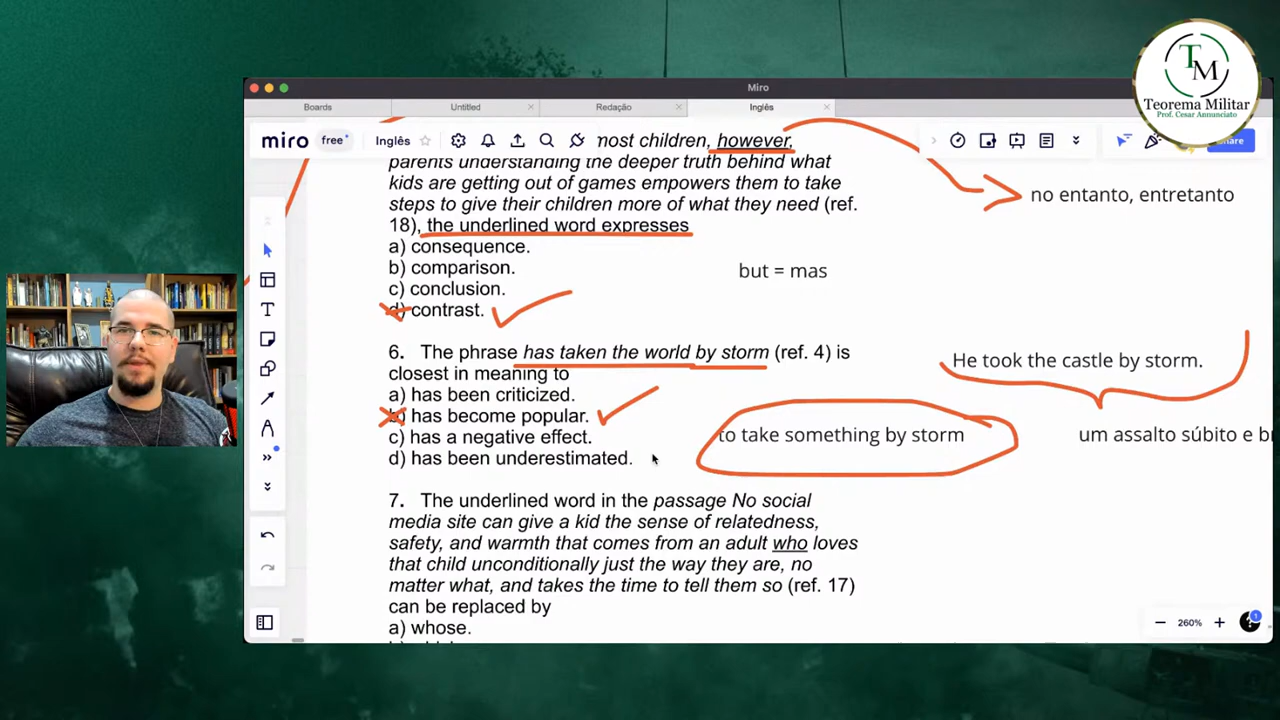 TM
Teorema Militar
Prof. Cesar Annunciato
Miro
Boards
Untitled
Redação
Inglês
miro
free
Inglês
most children, however,
parents understanding the deeper truth behind what
kids are getting out of games empowers them to take
steps to give their children more of what they need (ref.
18), the underlined word expresses
a) consequence.
b) comparison.
c) conclusion.
d) contrast.
no entanto, entretanto
but = mas
6. The phrase has taken the world by storm (ref. 4) is
closest in meaning to
a) has been criticized.
b) has become popular.
c) has a negative effect.
d) has been underestimated.
He took the castle by storm.
to take something by storm
um assalto súbito e
7. The underlined word in the passage No social
media site can give a kid the sense of relatedness,
safety, and warmth that comes from an adult who loves
that child unconditionally just the way they are, no
matter what, and takes the time to tell them so (ref. 17)
can be replaced by
a) whose.
260%